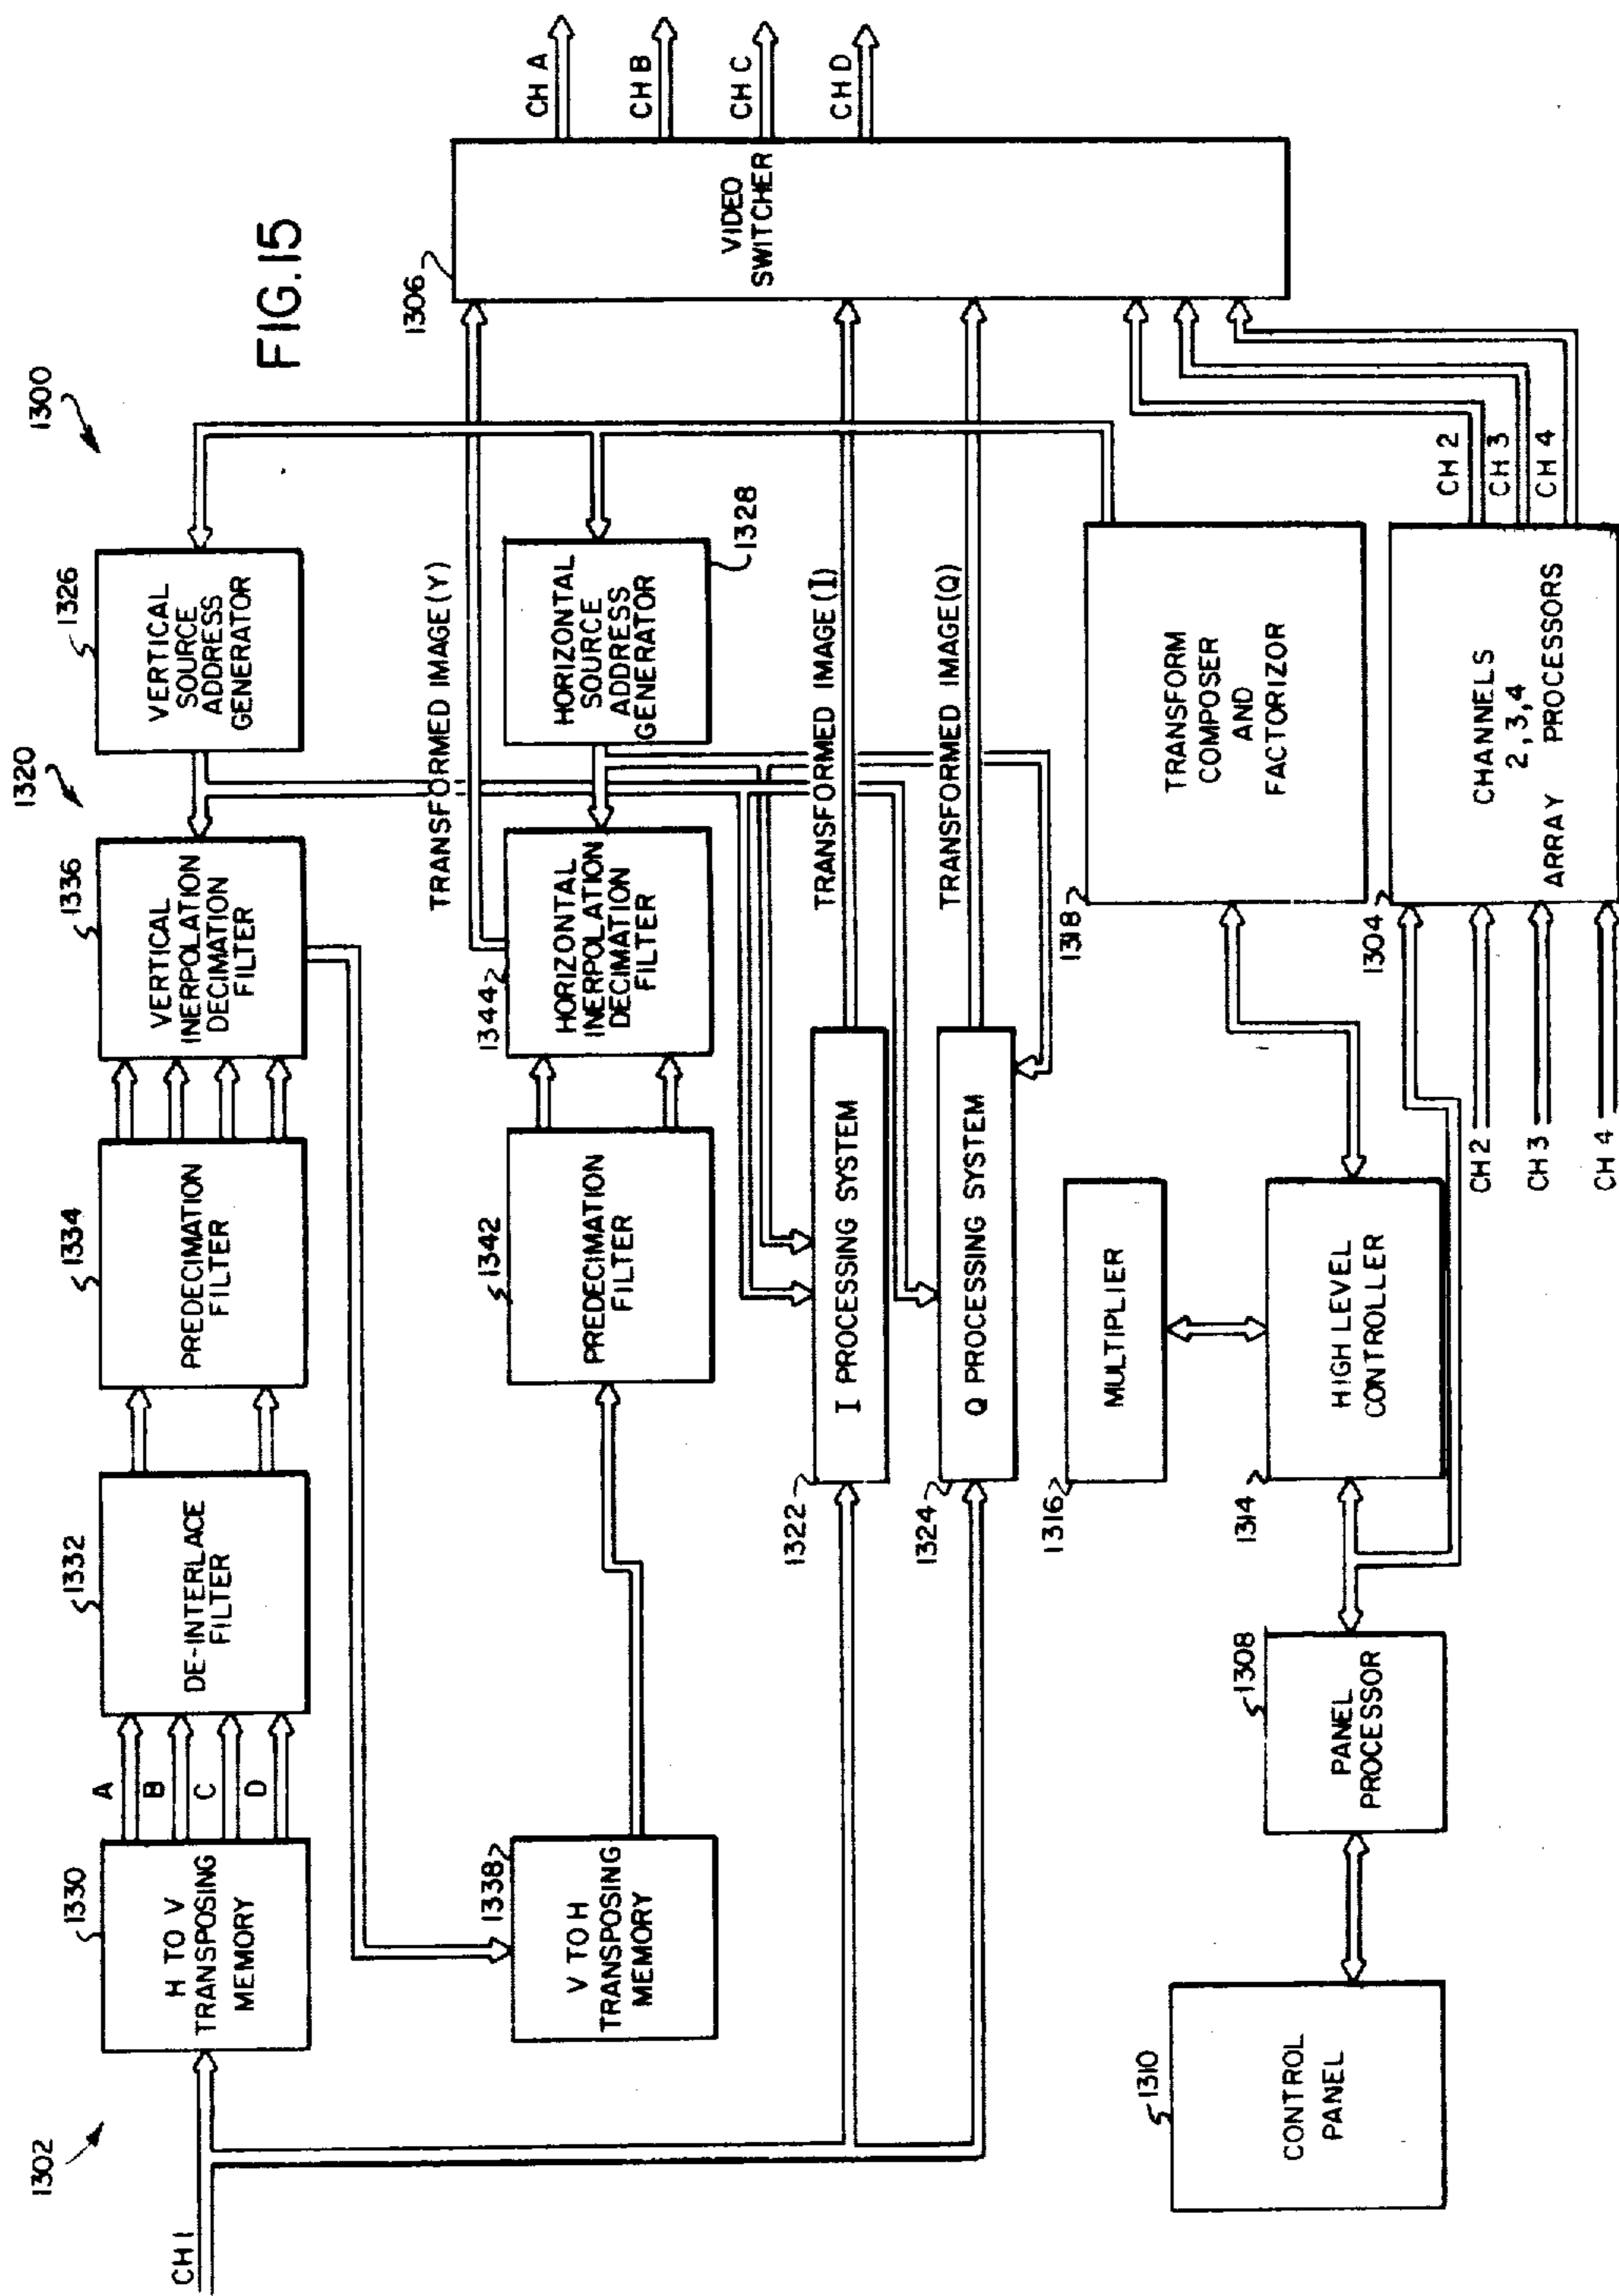 FIG.15
1300
1302
1320
CH 1
1330
H TO V
TRANSPOSING
MEMORY
A
B
C
D
1332
DE-INTERLACE
FILTER
1334
PREDECIMATION
FILTER
1336
VERTICAL
INERPOLATION
DECIMATION
FILTER
1326
VERTICAL
SOURCE
ADDRESS
GENERATOR
1338
V TO H
TRANSPOSING
MEMORY
1342
PREDECIMATION
FILTER
1344
HORIZONTAL
INERPOLATION
DECIMATION
FILTER
TRANSFORMED IMAGE(Y)
HORIZONTAL
SOURCE
ADDRESS
GENERATOR
1328
1306
VIDEO
SWITCHER
CH A
CH B
CH C
CH D
1322
I PROCESSING SYSTEM
TRANSFORMED IMAGE(I)
1324
Q PROCESSING SYSTEM
TRANSFORMED IMAGE(Q)
1316
MULTIPLIER
1310
CONTROL
PANEL
1308
PANEL
PROCESSOR
1314
HIGH LEVEL
CONTROLLER
1318
TRANSFORM
COMPOSER
AND
FACTORIZOR
1304
CHANNELS
2,3,4
ARRAY PROCESSORS
CH 2
CH 3
CH 4
CH 2
CH 3
CH 4